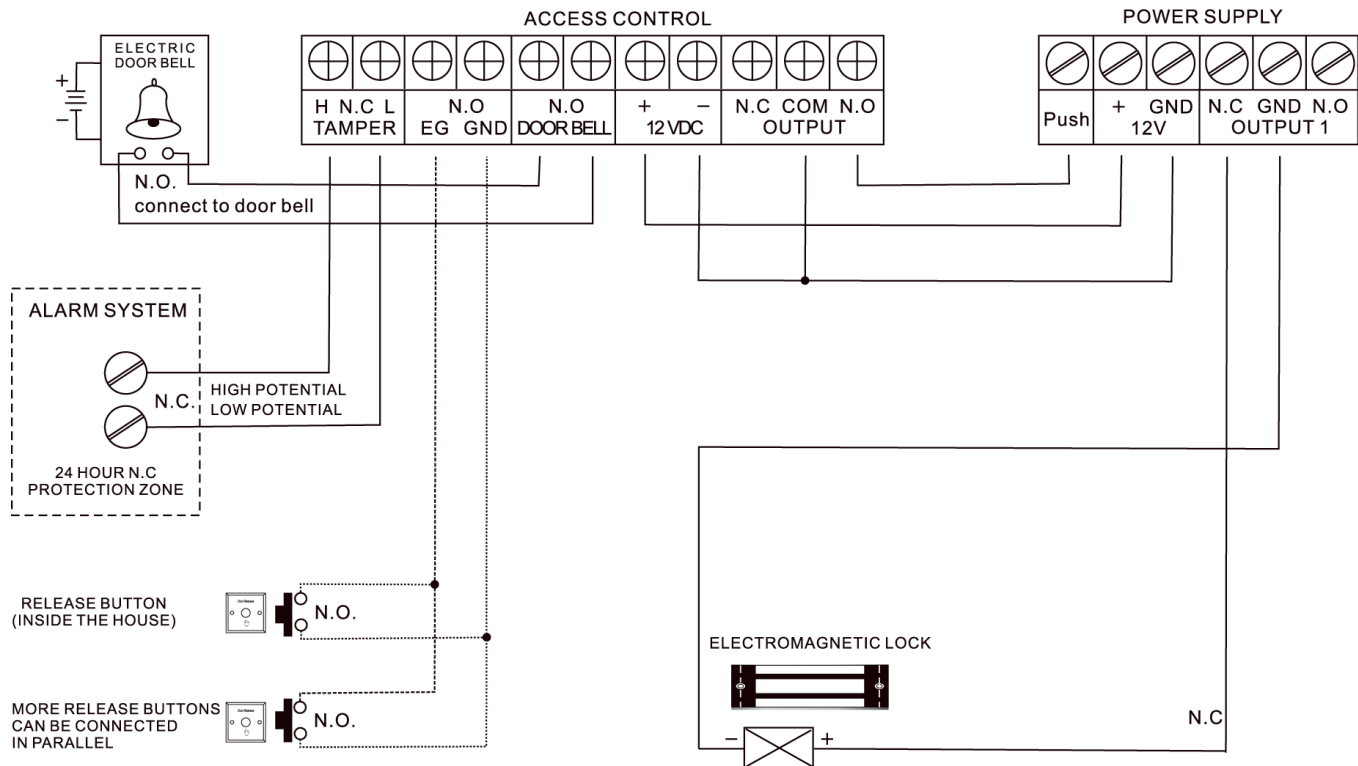 ACCESS CONTROL
POWER SUPPLY
ELECTRIC
DOOR BELL
+
−
H N.C L
TAMPER
N.O
EG GND
N.O
DOOR BELL
+ −
12 VDC
N.C COM N.O
OUTPUT
Push
+ GND
12V
N.C GND N.O
OUTPUT 1
N.O.
connect to door bell
ALARM SYSTEM
N.C.
HIGH POTENTIAL
LOW POTENTIAL
24 HOUR N.C
PROTECTION ZONE
RELEASE BUTTON
(INSIDE THE HOUSE)
N.O.
MORE RELEASE BUTTONS
CAN BE CONNECTED
IN PARALLEL
N.O.
ELECTROMAGNETIC LOCK
− +
N.C